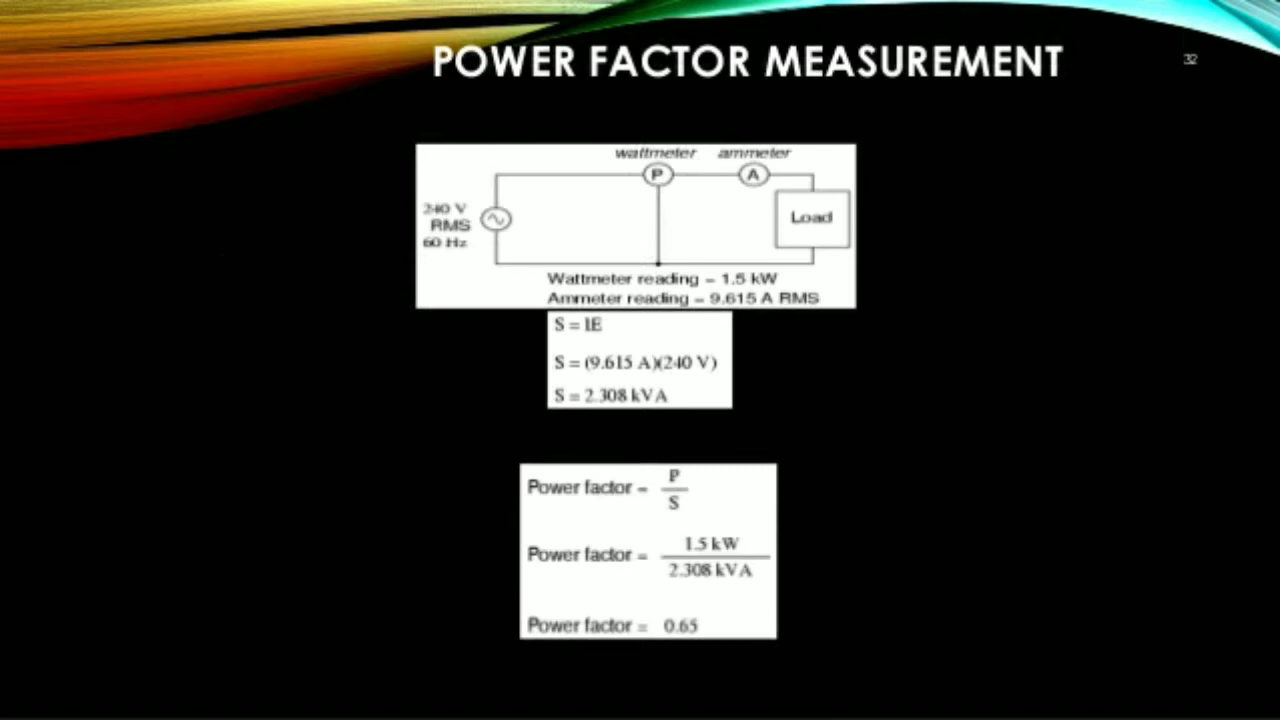 POWER FACTOR MEASUREMENT
32
wattmeter ammeter
P A
240 V
RMS
60 Hz
Load
Wattmeter reading = 1.5 kW
Ammeter reading = 9.615 A RMS
S = IE
S = (9.615 A)(240 V)
S = 2.308 kVA
Power factor = P
S
Power factor = 1.5 kW
2.308 kVA
Power factor = 0.65